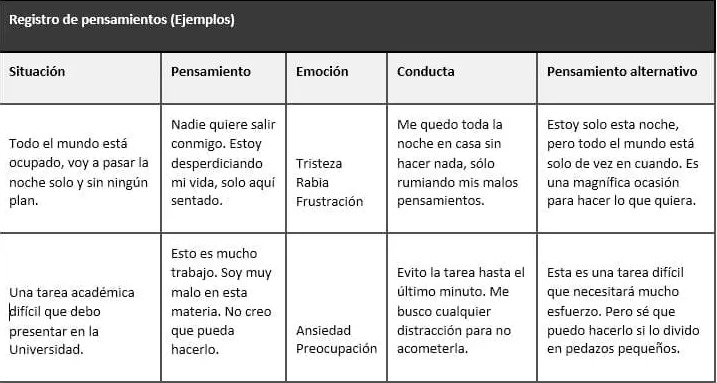 Registro de pensamientos (Ejemplos)
Situación
Pensamiento
Emoción
Conducta
Pensamiento alternativo
Todo el mundo está
ocupado, voy a pasar la
noche solo y sin ningún
plan.
Nadie quiere salir
conmigo. Estoy
desperdiciando
mi vida, solo aquí
sentado.
Tristeza
Rabia
Frustración
Me quedo toda la
noche en casa sin
hacer nada, sólo
rumiando mis malos
pensamientos.
Estoy solo esta noche,
pero todo el mundo está
solo de vez en cuando. Es
una magnífica ocasión
para hacer lo que quiera.
Una tarea académica
difícil que debo
presentar en la
Universidad.
Esto es mucho
trabajo. Soy muy
malo en esta
materia. No creo
que pueda
hacerlo.
Ansiedad
Preocupación
Evito la tarea hasta el
último minuto. Me
busco cualquier
distracción para no
acometerla.
Esta es una tarea difícil
que necesitará mucho
esfuerzo. Pero sé que
puedo hacerlo si lo divido
en pedazos pequeños.